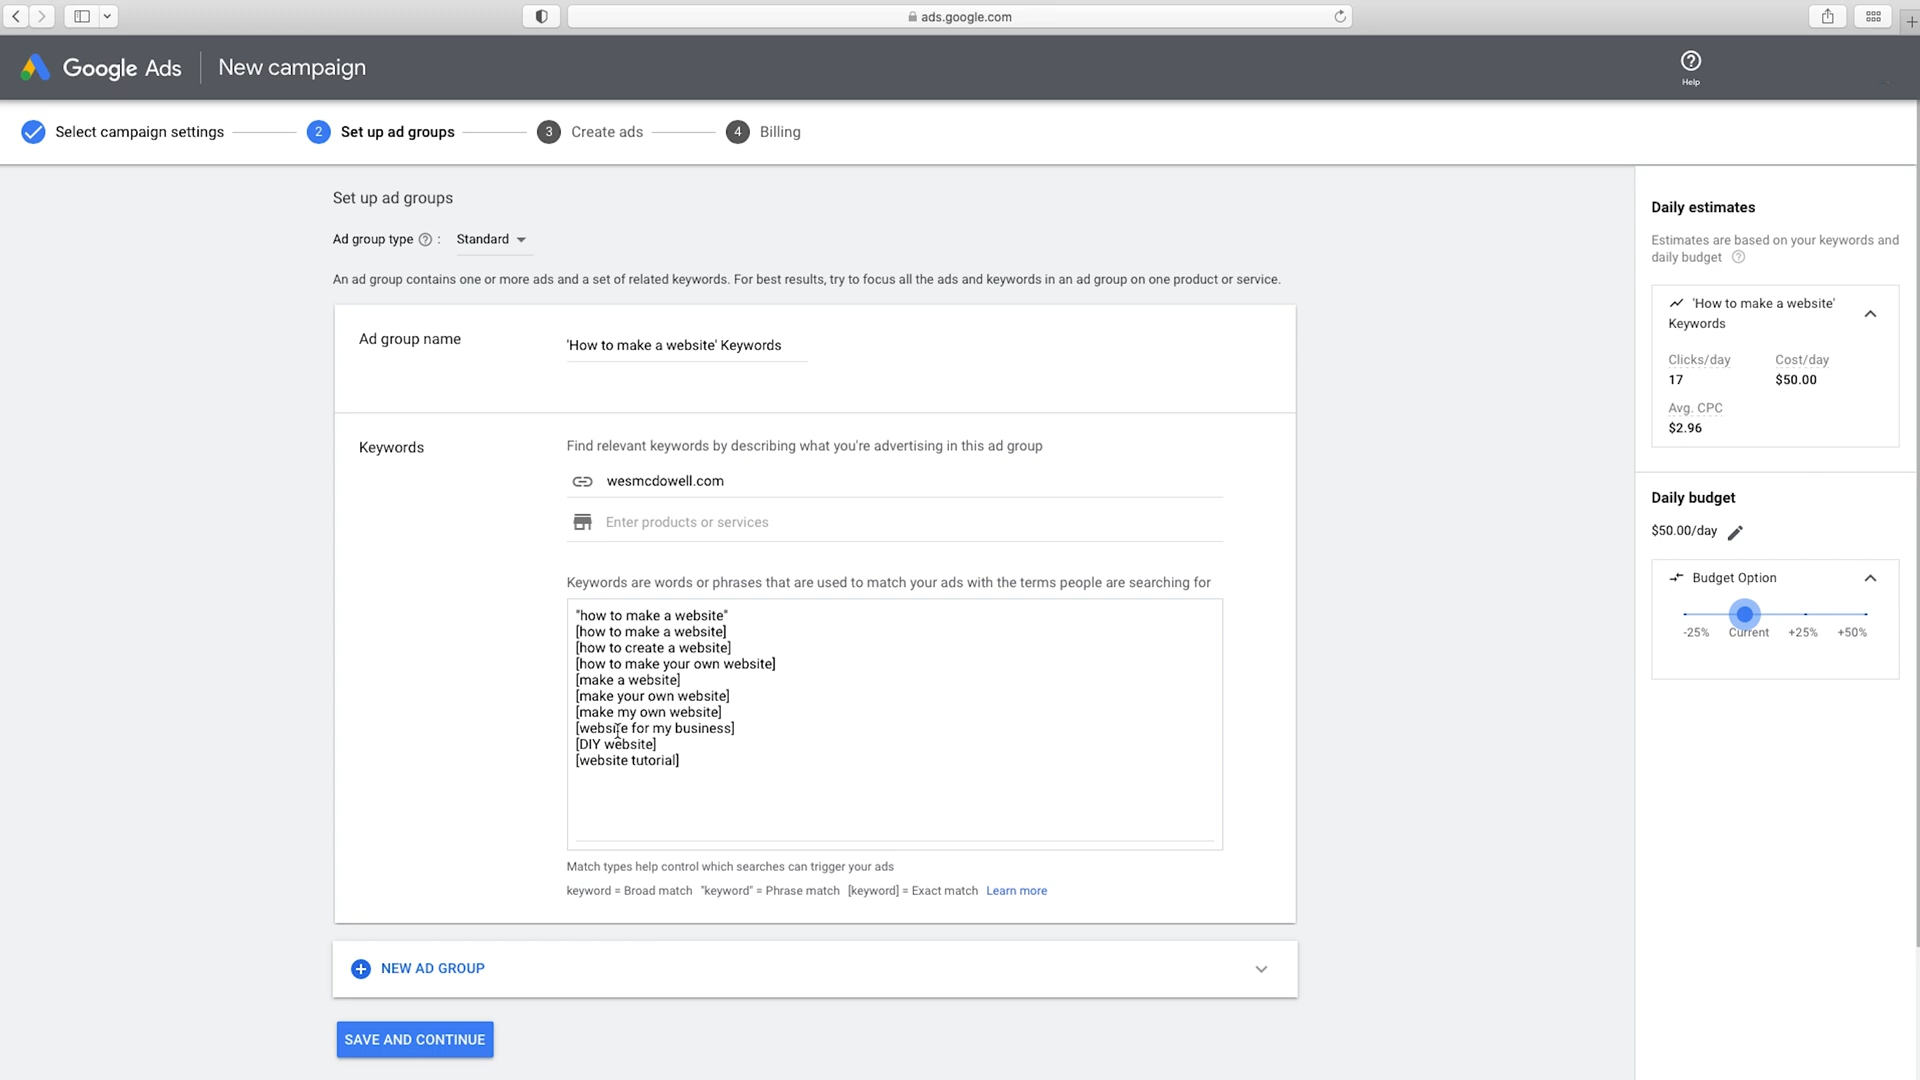 ads.google.com
Google Ads
New campaign
Help
Select campaign settings
2
Set up ad groups
3
Create ads
4
Billing
Set up ad groups
Ad group type ? :
Standard
An ad group contains one or more ads and a set of related keywords. For best results, try to focus all the ads and keywords in an ad group on one product or service.
Ad group name
'How to make a website' Keywords
Keywords
Find relevant keywords by describing what you're advertising in this ad group
wesmcdowell.com
Enter products or services
Keywords are words or phrases that are used to match your ads with the terms people are searching for
"how to make a website"
[how to make a website]
[how to create a website]
[how to make your own website]
[make a website]
[make your own website]
[make my own website]
[website for my business]
[DIY website]
[website tutorial]
Match types help control which searches can trigger your ads
keyword = Broad match "keyword" = Phrase match [keyword] = Exact match Learn more
NEW AD GROUP
SAVE AND CONTINUE
Daily estimates
Estimates are based on your keywords and
daily budget ?
'How to make a website'
Keywords
Clicks/day
Cost/day
17
$50.00
Avg. CPC
$2.96
Daily budget
$50.00/day
Budget Option
-25% Current +25% +50%